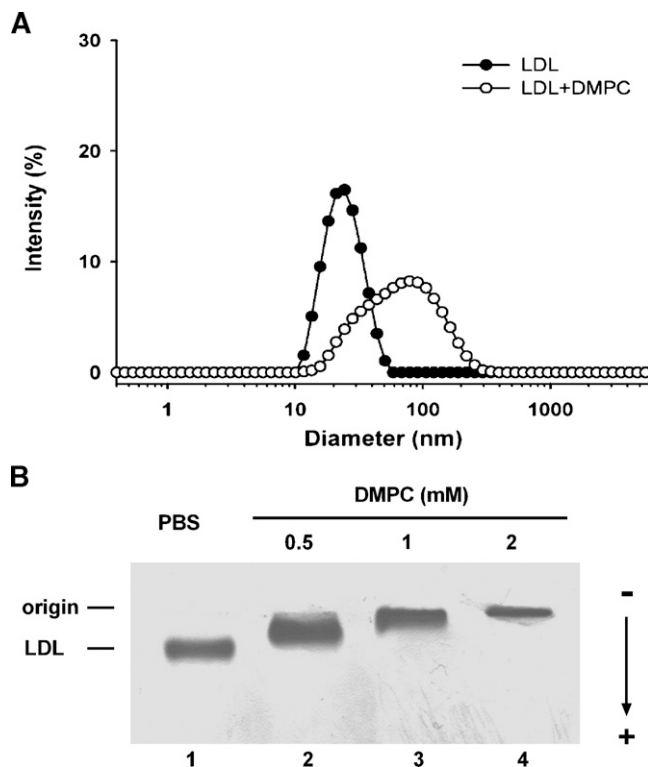 A
30
20
10
0
Intensity (%)
LDL
LDL+DMPC
1 10 100 1000
Diameter (nm)
B
DMPC (mM)
PBS
0.5 1 2
origin
LDL
-
+
1 2 3 4